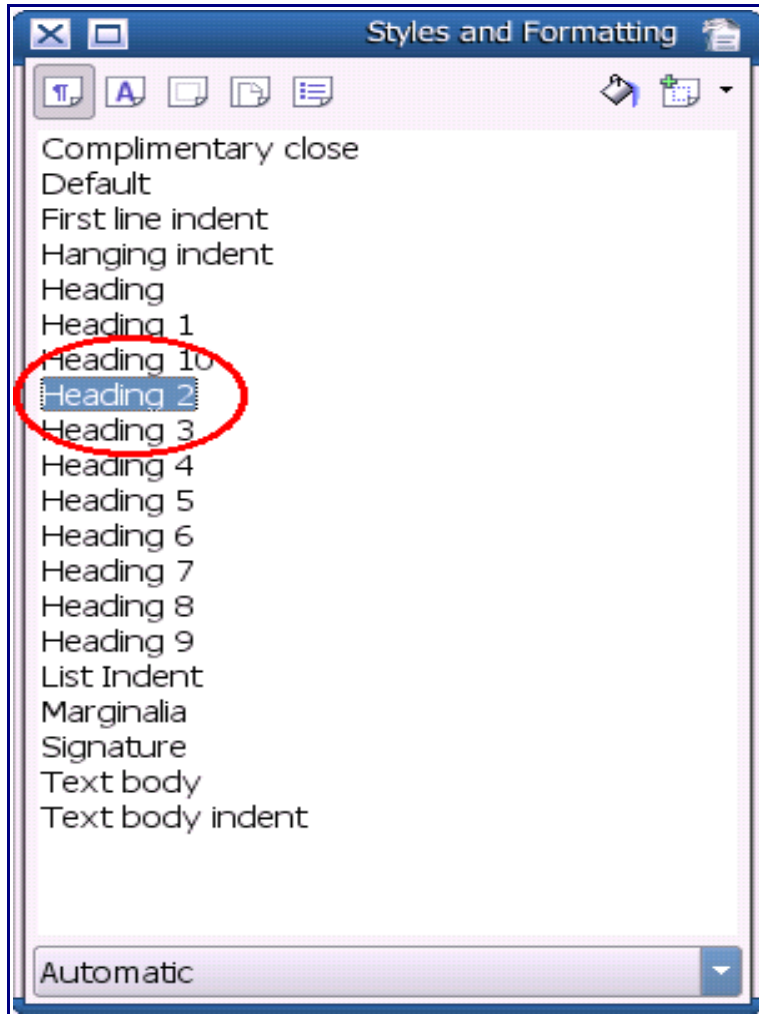 Styles and Formatting
Complimentary close
Default
First line indent
Hanging indent
Heading
Heading 1
Heading 10
Heading 2
Heading 3
Heading 4
Heading 5
Heading 6
Heading 7
Heading 8
Heading 9
List Indent
Marginalia
Signature
Text body
Text body indent
Automatic